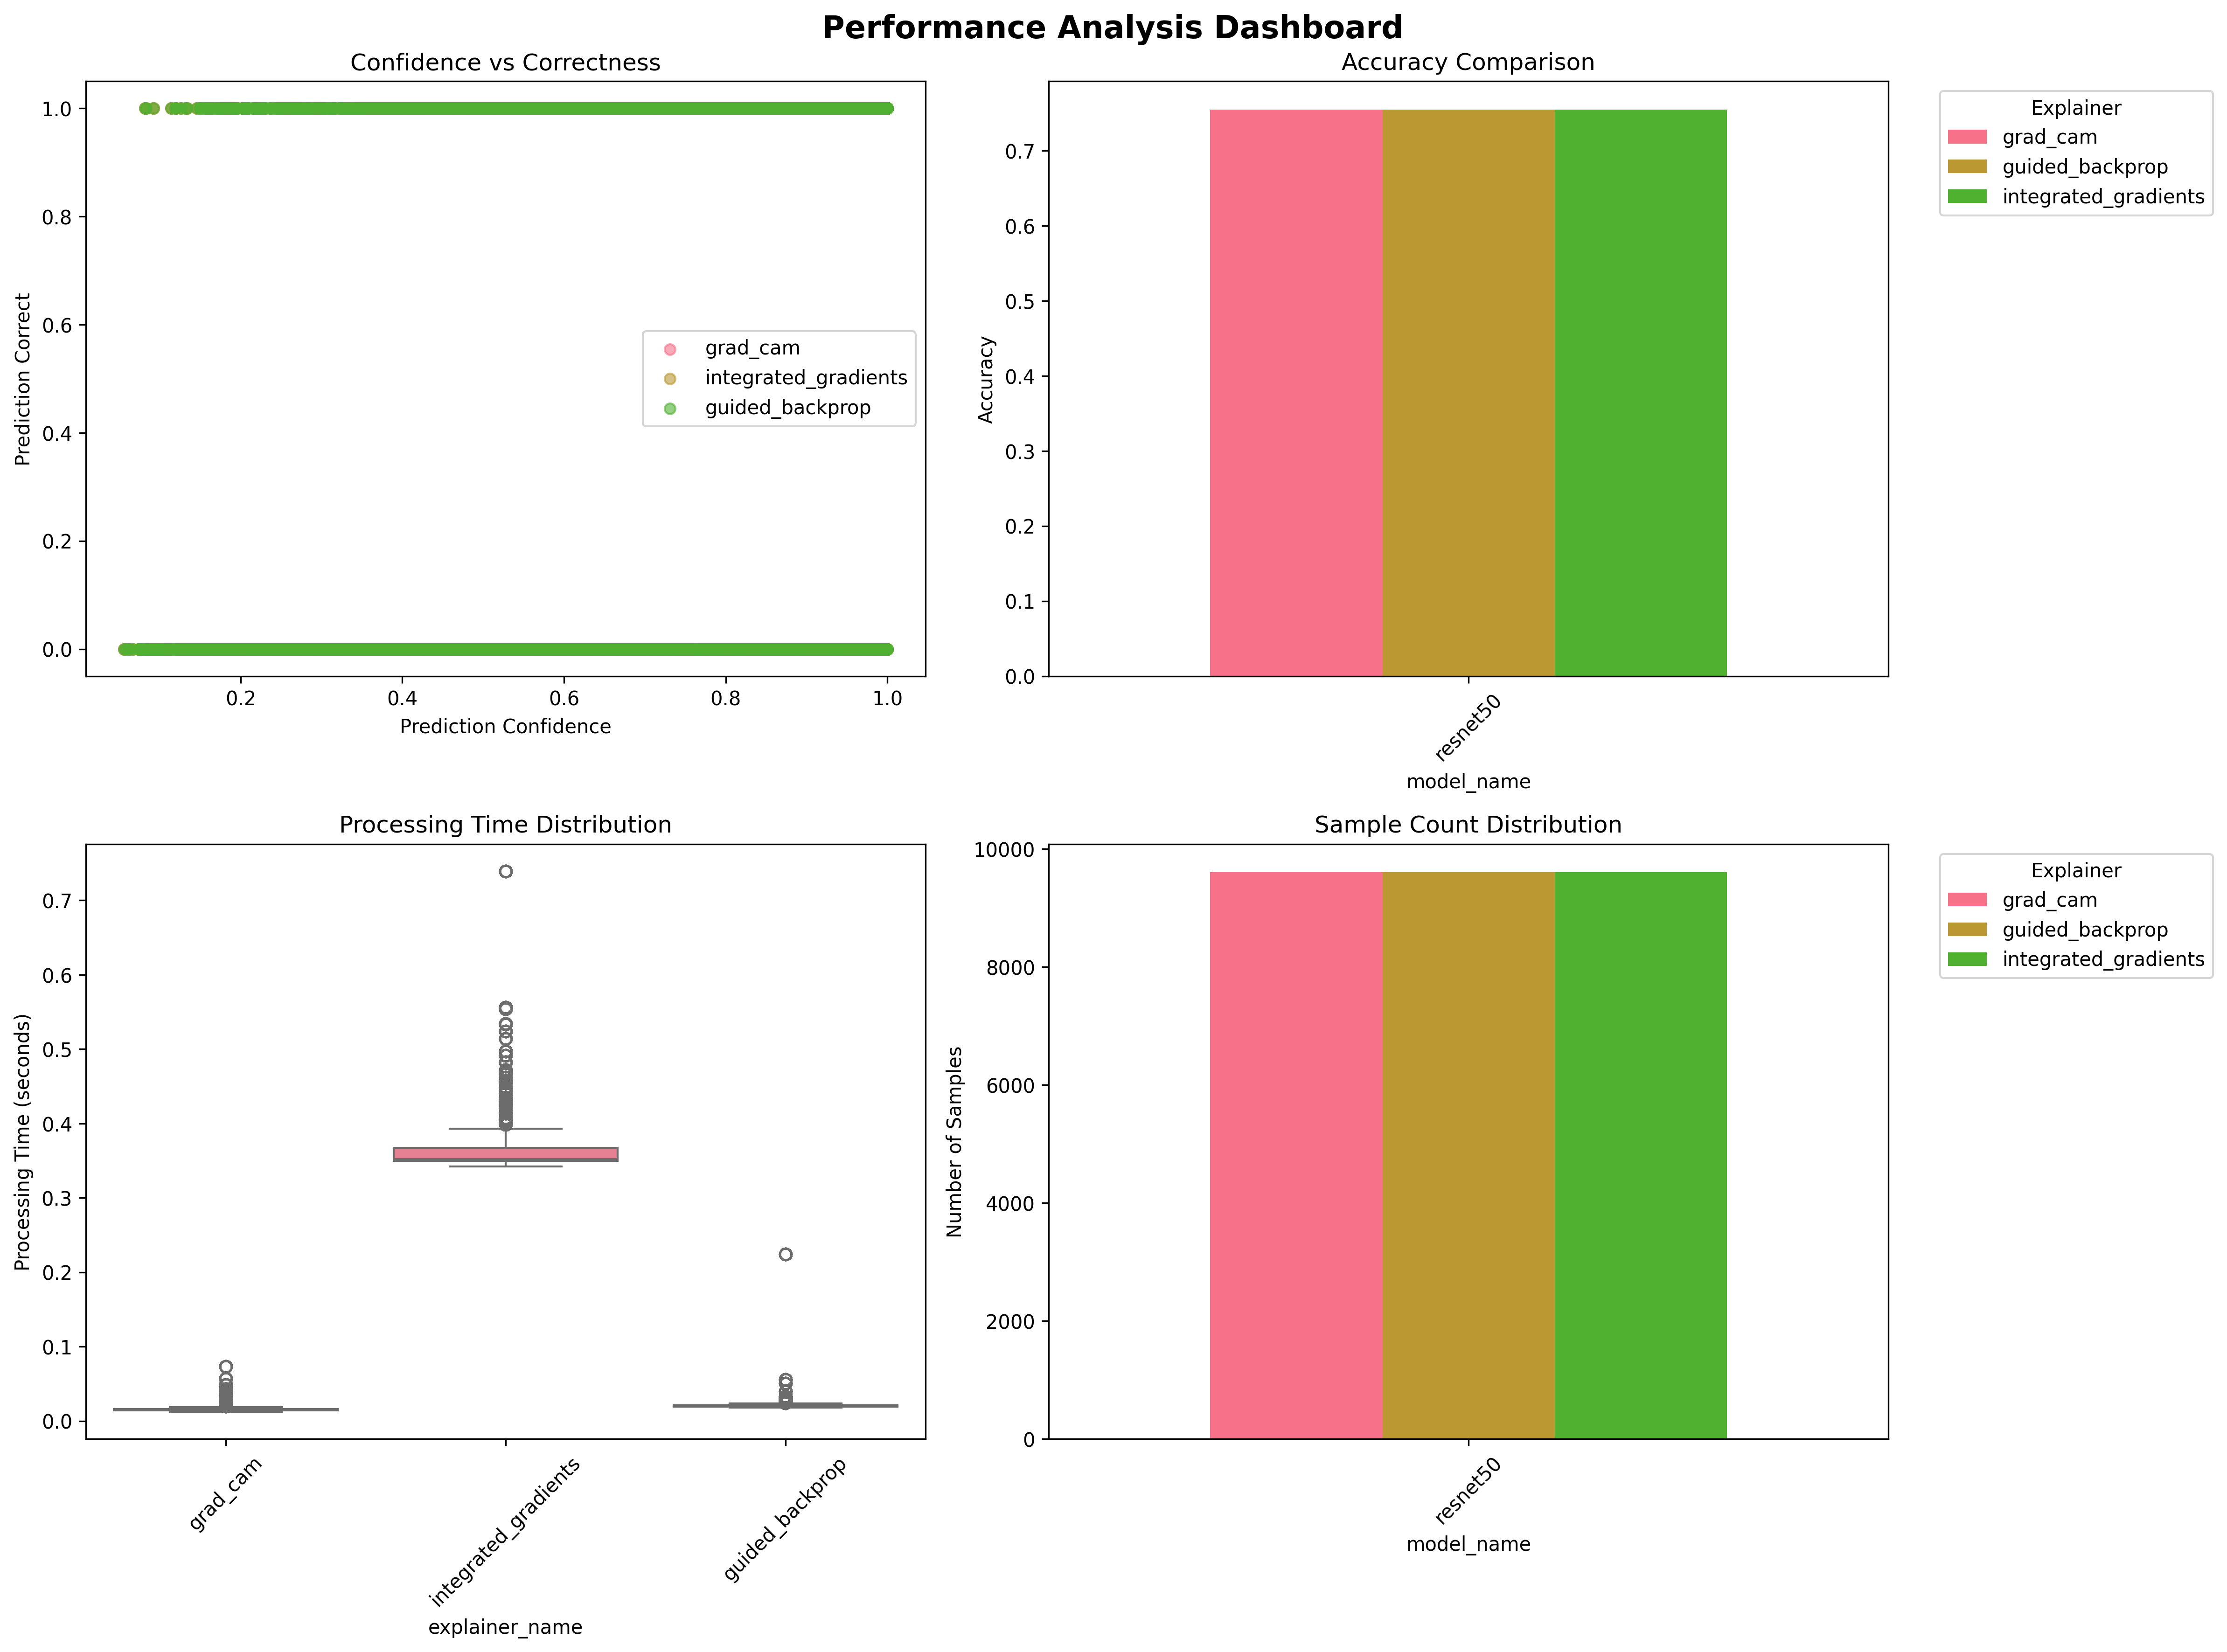 Performance Analysis Dashboard
Confidence vs Correctness
Prediction Correct
1.0
0.8
0.6
0.4
0.2
0.0
grad_cam
integrated_gradients
guided_backprop
0.2 0.4 0.6 0.8 1.0
Prediction Confidence
Accuracy Comparison
Accuracy
0.7
0.6
0.5
0.4
0.3
0.2
0.1
0.0
resnet50
model_name
Explainer
grad_cam
guided_backprop
integrated_gradients
Processing Time Distribution
Processing Time (seconds)
0.7
0.6
0.5
0.4
0.3
0.2
0.1
0.0
grad_cam
integrated_gradients
guided_backprop
explainer_name
Sample Count Distribution
Number of Samples
10000
8000
6000
4000
2000
0
resnet50
model_name
Explainer
grad_cam
guided_backprop
integrated_gradients